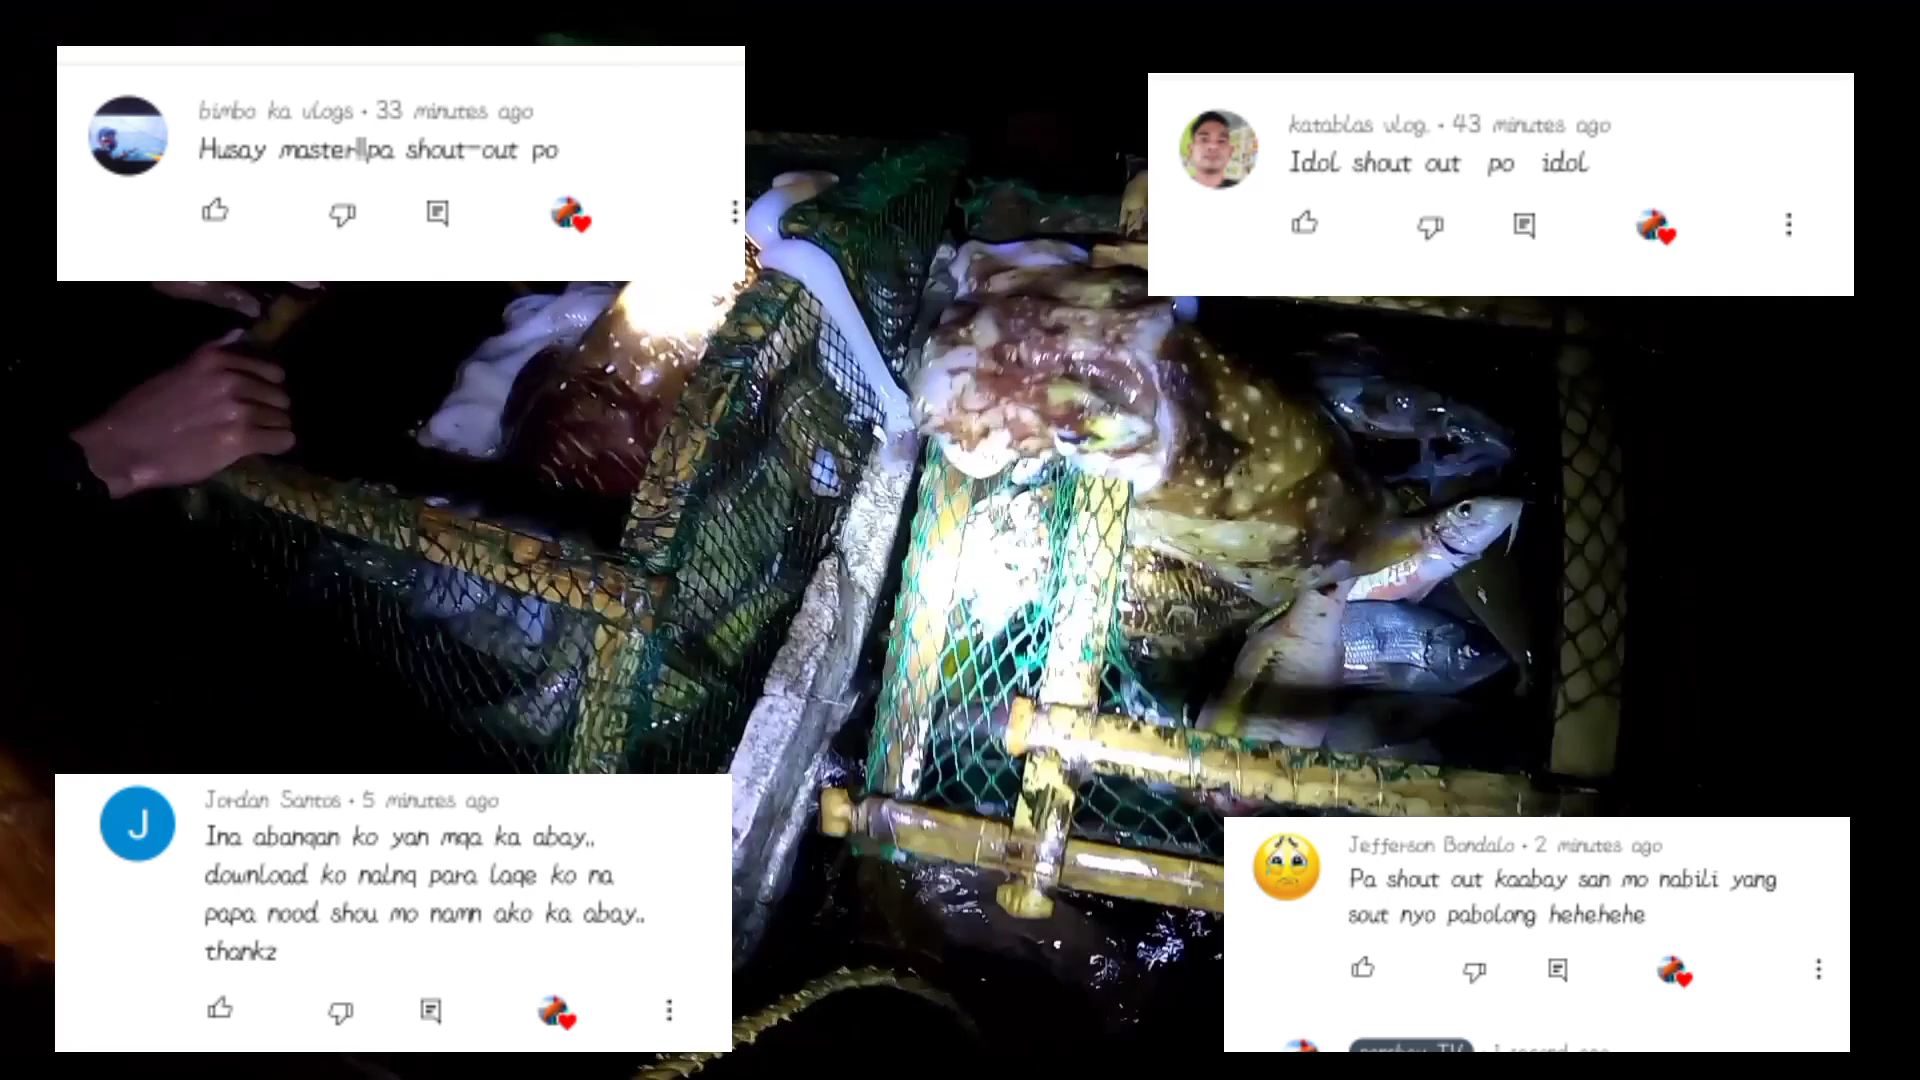 bimbo ka vlogs • 33 minutes ago
Husay master||pa shout-out po
katablas vlog. • 43 minutes ago
Idol shout out po idol
J
Jordan Santos • 5 minutes ago
Ina abangan ko yan mga ka abay..
download ko nalng para lage ko na
papa nood shou mo namn ako ka abay..
thankz
Jefferson Bondalo • 2 minutes ago
Pa shout out kaabay san mo nabili yang
sout nyo pabolong hehehehe